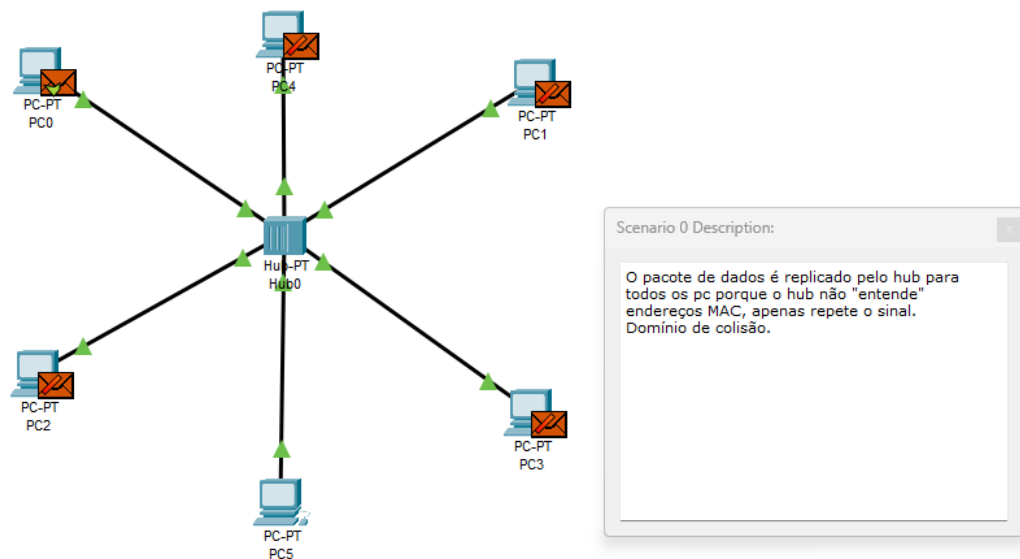 PC-PT
PC4
PC-PT
PC0
PC-PT
PC1
Hub-PT
Hub0
PC-PT
PC2
PC-PT
PC3
PC-PT
PC5
Scenario 0 Description:
x
O pacote de dados é replicado pelo hub para
todos os pc porque o hub não "entende"
endereços MAC, apenas repete o sinal.
Domínio de colisão.